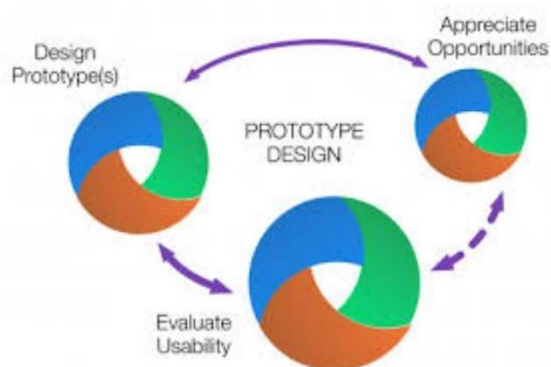 Appreciate
Opportunities
Design
Prototype(s)
PROTOTYPE
DESIGN
Evaluate
Usability